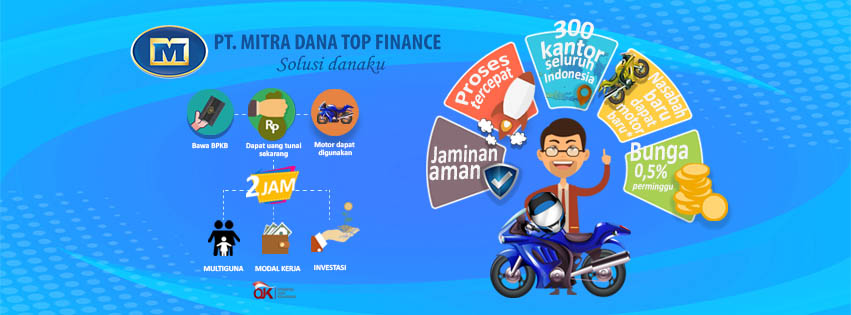 M
PT. MITRA DANA TOP FINANCE
Solusi danaku
Bawa BPKB
RP
Dapat uang tunai
sekarang
Motor dapat
digunakan
2 JAM
MULTIGUNA
MODAL KERJA
INVESTASI
OJK
Jaminan
aman
Proses
tercepat
300
kantor
seluruh
Indonesia
Nasabah
baru
dapat
motor
baru
Bunga
0,5%
perminggu